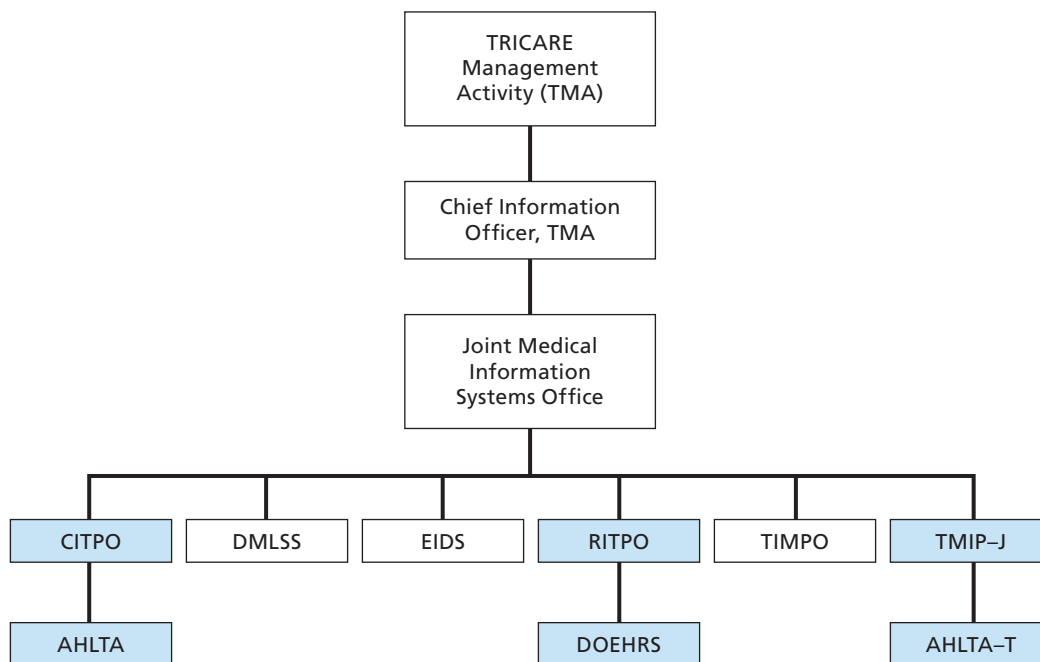 TRICARE
Management
Activity (TMA)
Chief Information
Officer, TMA
Joint Medical
Information
Systems Office
CITPO
DMLSS
EIDS
RITPO
TIMPO
TMIP–J
AHLTA
DOEHRS
AHLTA–T